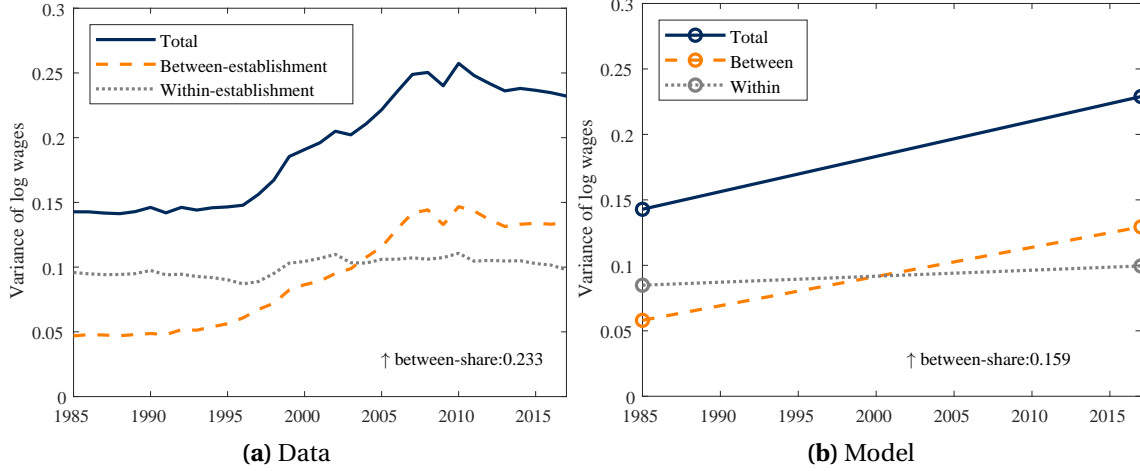 0.3
0.25
0.2
0.15
0.1
0.05
0
Variance of log wages
Total
Between-establishment
Within-establishment
↑ between-share:0.233
1985 1990 1995 2000 2005 2010 2015
(a) Data
0.3
0.25
0.2
0.15
0.1
0.05
0
Variance of log wages
Total
Between
Within
↑ between-share:0.159
1985 1990 1995 2000 2005 2010 2015
(b) Model